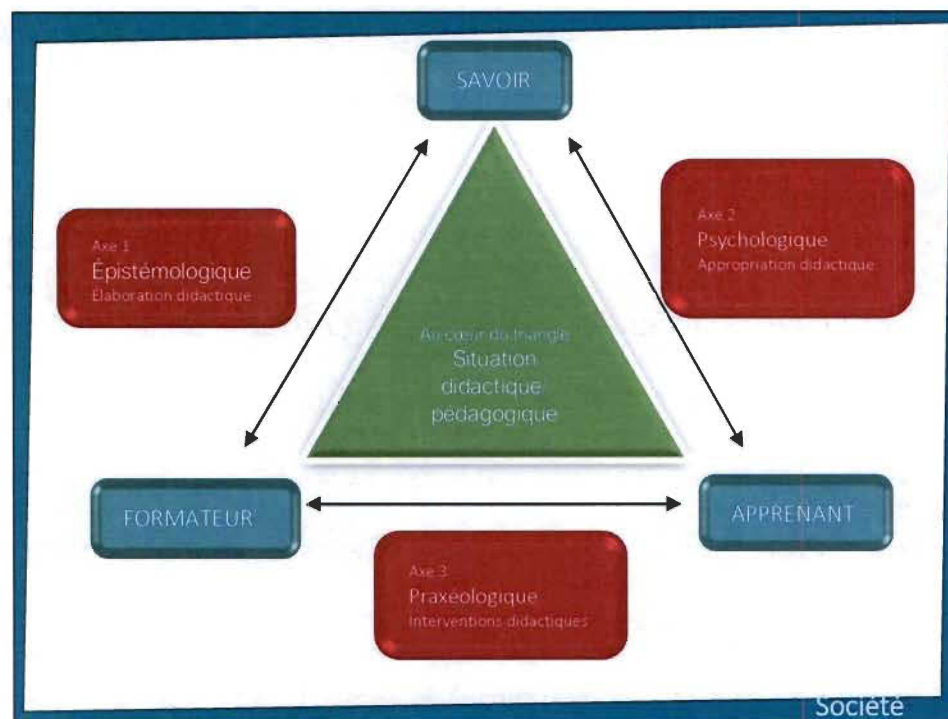 SAVOIR
Axe 1
Épistémologique
Élaboration didactique
Axe 2
Psychologique
Appropriation didactique
Au cœur du triangle
Situation
didactique
pédagogique
FORMATEUR
APPRENANT
Axe 3
Praxéologique
Interventions didactiques
Société